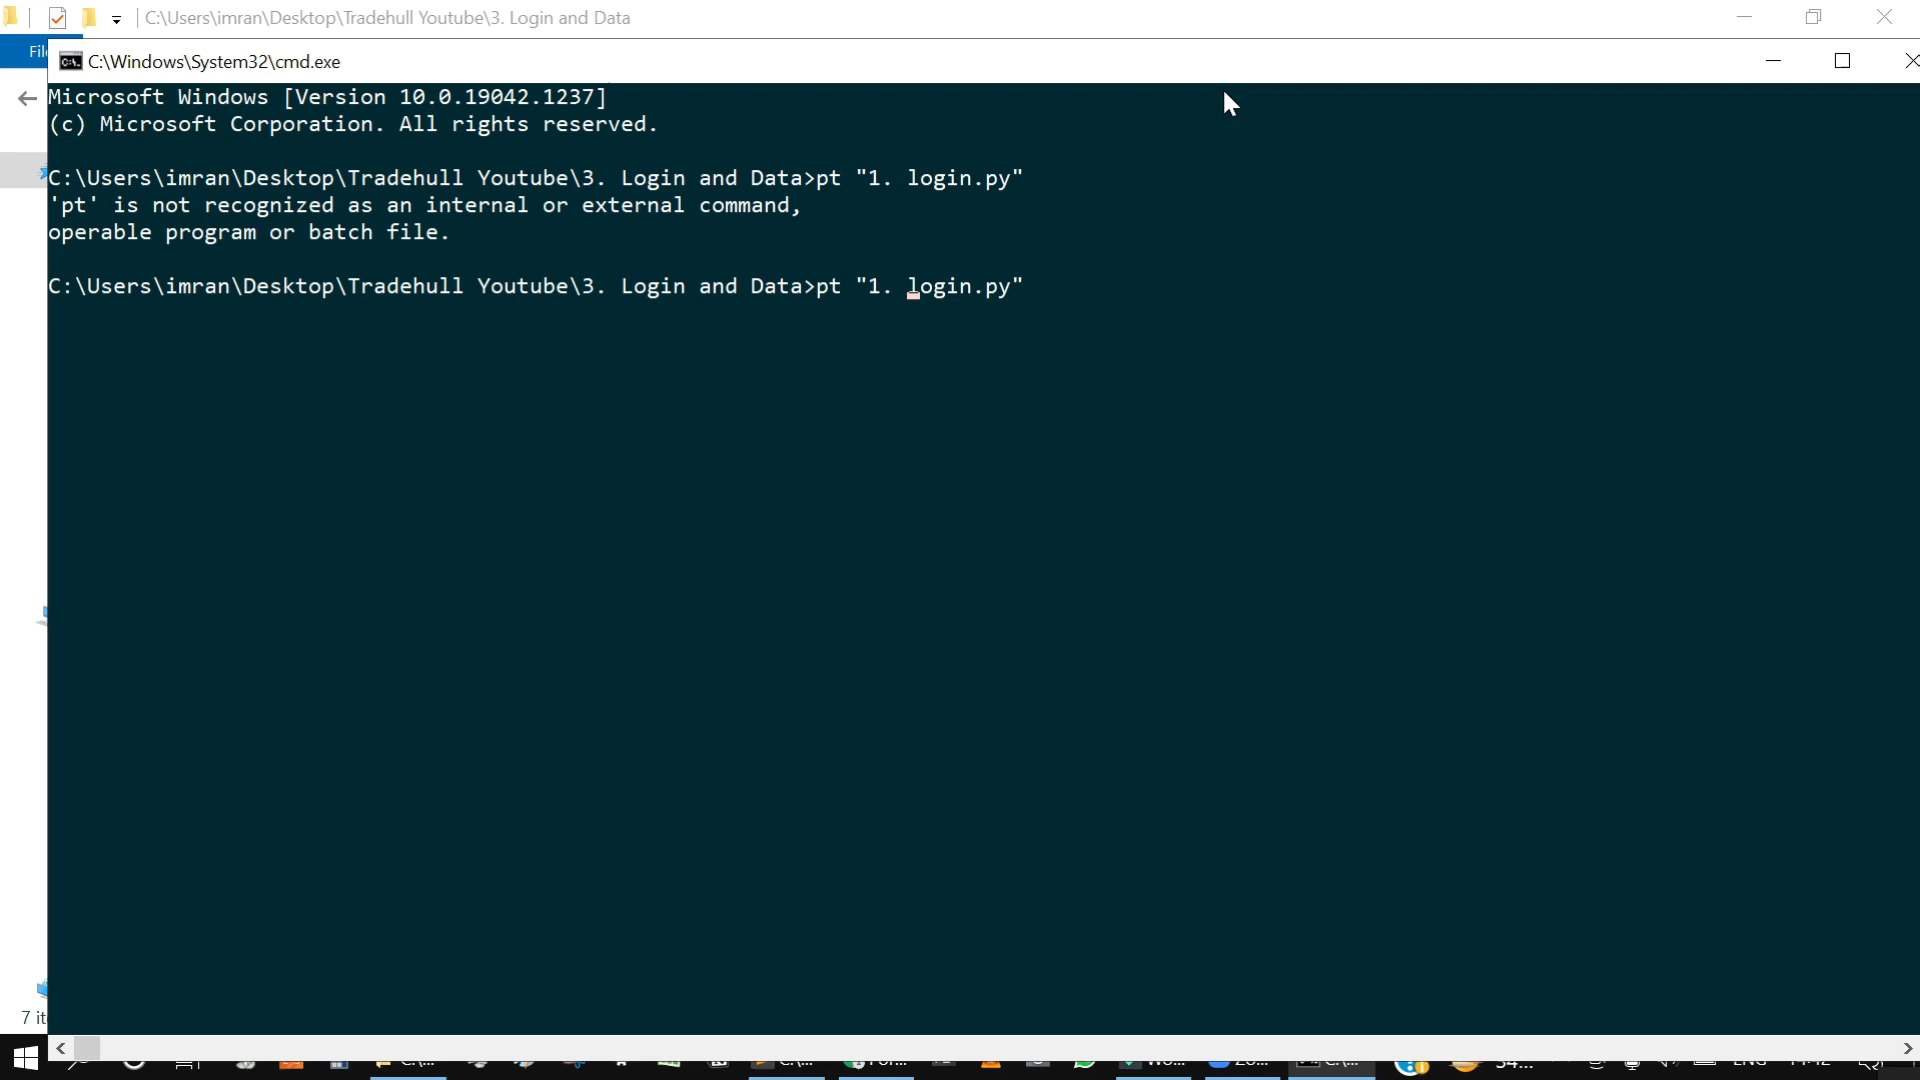 C:\Users\imran\Desktop\Tradehull Youtube\3. Login and Data
C:\Windows\System32\cmd.exe
Microsoft Windows [Version 10.0.19042.1237]
(c) Microsoft Corporation. All rights reserved.
C:\Users\imran\Desktop\Tradehull Youtube\3. Login and Data>pt "1. login.py"
'pt' is not recognized as an internal or external command,
operable program or batch file.
C:\Users\imran\Desktop\Tradehull Youtube\3. Login and Data>pt "1. login.py"